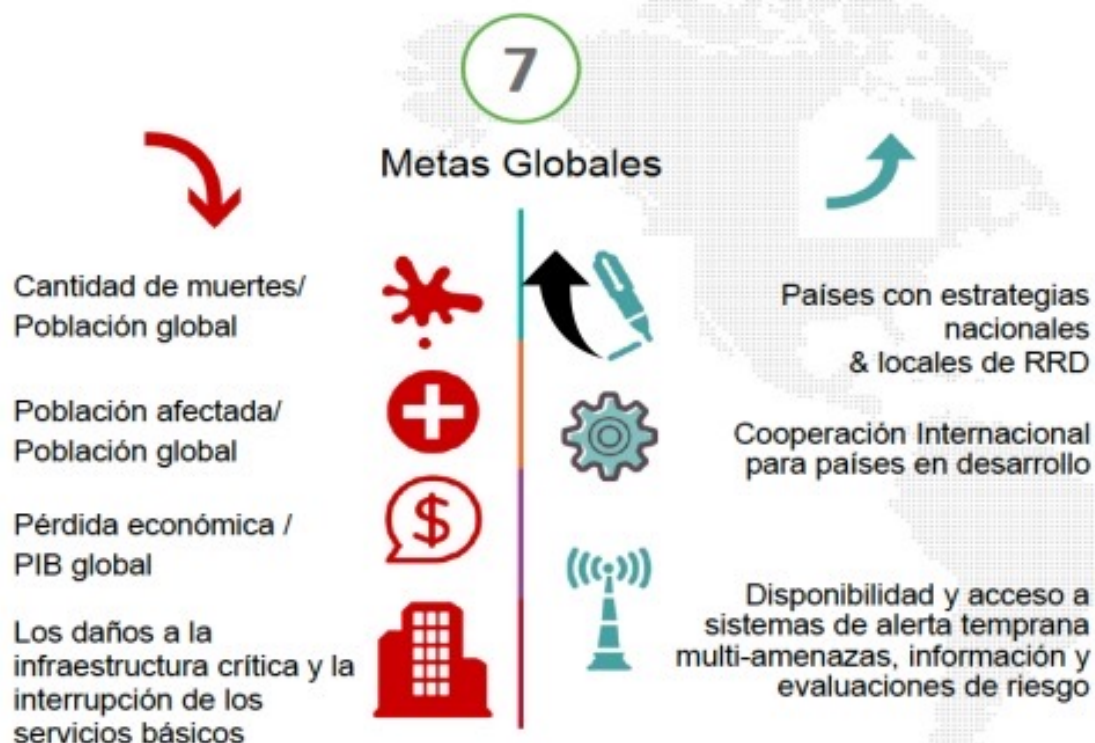 7
Metas Globales
Cantidad de muertes/
Población global
Población afectada/
Población global
$
Pérdida económica /
PIB global
Los daños a la
infraestructura crítica y la
interrupción de los
servicios básicos
Países con estrategias
nacionales
& locales de RRD
Cooperación Internacional
para países en desarrollo
Disponibilidad y acceso a
sistemas de alerta temprana
multi-amenazas, información y
evaluaciones de riesgo